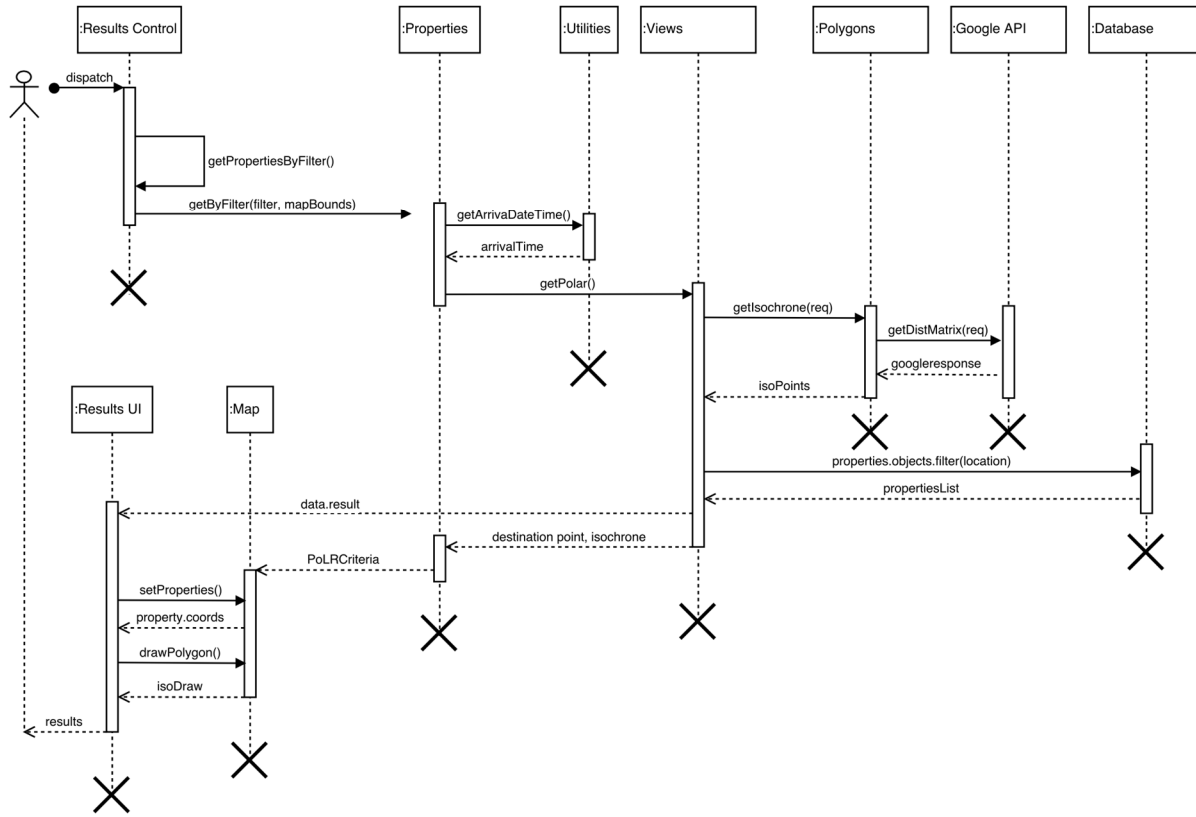 :Results Control
:Properties
:Utilities
:Views
:Polygons
:Google API
:Database
dispatch
getPropertiesByFilter()
getByFilter(filter, mapBounds)
getArrivaDateTime()
arrivalTime
getPolar()
getIsochrone(req)
getDistMatrix(req)
googleresponse
isoPoints
:Results UI
:Map
properties.objects.filter(location)
propertiesList
data.result
destination point, isochrone
PoLRCriteria
setProperties()
property.coords
drawPolygon()
isoDraw
results